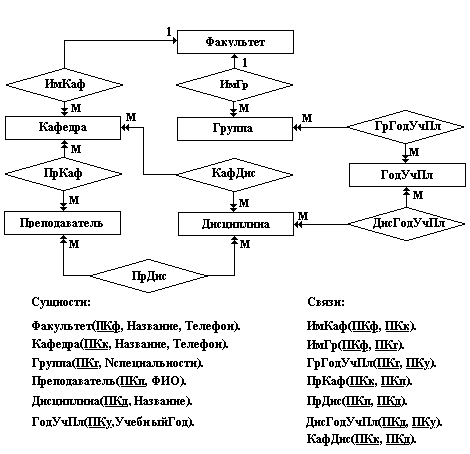 1 Факультет
1
ИмКаф ИмГр
М М
Кафедра М Группа М ГрГодУчПл
М М
ПрКаф КафДис ГодУчПл
М М М
Преподаватель Дисциплина М ДисГодУчПл
М М
ПрДис
Сущности: Связи:
Факультет(ПКф, Название, Телефон). ИмКаф(ПКф, ПКк).
Кафедра(ПКк, Название, Телефон). ИмГр(ПКф, ПКг).
Группа(ПКг, Nспециальности). ГрГодУчПл(ПКг, ПКу).
Преподаватель(ПКп, ФИО). ПрКаф(ПКк, ПКп).
Дисциплина(ПКд, Название). ПрДис(ПКп, ПКд).
ГодУчПл(ПКу,УчебныйГод). ДисГодУчПл(ПКд, ПКу).
КафДис(ПКк, ПКд).